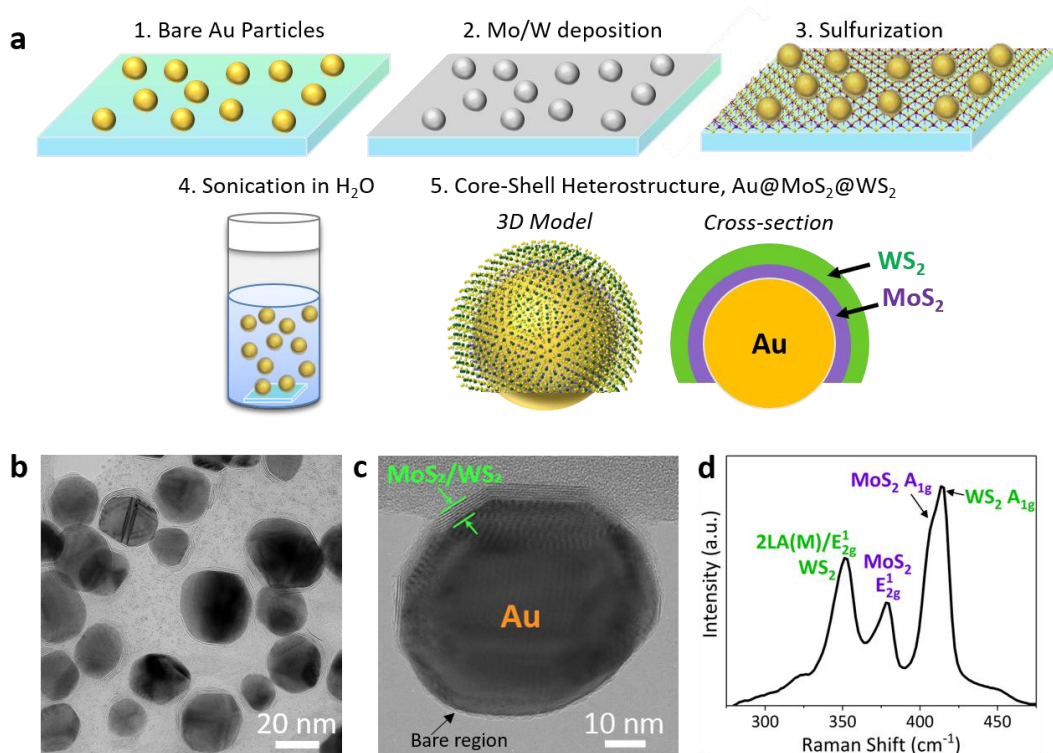 a
1. Bare Au Particles
2. Mo/W deposition
3. Sulfurization
4. Sonication in H₂O
5. Core-Shell Heterostructure, Au@MoS₂@WS₂
3D Model
Cross-section
WS₂
MoS₂
Au
b
20 nm
c
MoS₂/WS₂
Au
Bare region
10 nm
d
MoS₂ A₁g
WS₂ A₁g
2LA(M)/E¹₂g
WS₂
MoS₂
E¹₂g
Intensity (a.u.)
300 350 400 450
Raman Shift (cm⁻¹)